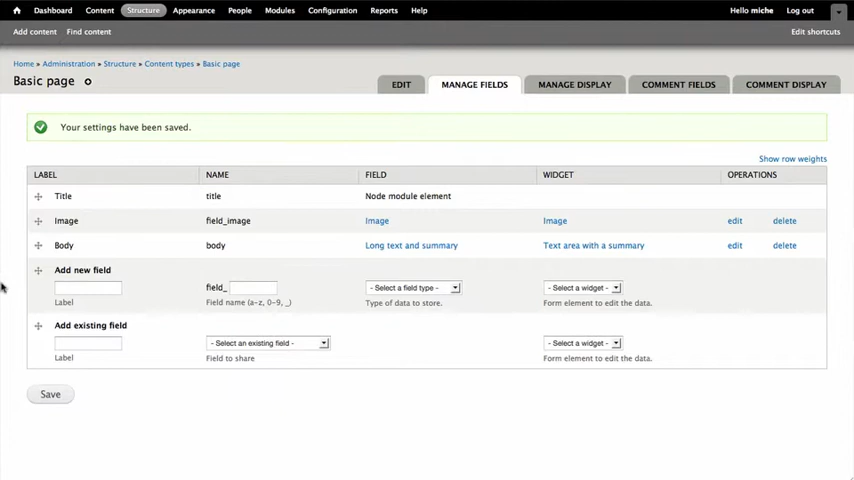 Dashboard Content Structure Appearance People Modules Configuration Reports Help Hello miche Log out
Add content Find content Edit shortcuts
Home » Administration » Structure » Content types » Basic page
Basic page EDIT MANAGE FIELDS MANAGE DISPLAY COMMENT FIELDS COMMENT DISPLAY
Your settings have been saved.
Show row weights
LABEL NAME FIELD WIDGET OPERATIONS
Title title Node module element
Image field_image Image Image edit delete
Body body Long text and summary Text area with a summary edit delete
Add new field
field_ - Select a field type - - Select a widget -
Label Field name (a-z, 0-9, _) Type of data to store. Form element to edit the data.
Add existing field
- Select an existing field - - Select a widget -
Label Field to share Form element to edit the data.
Save